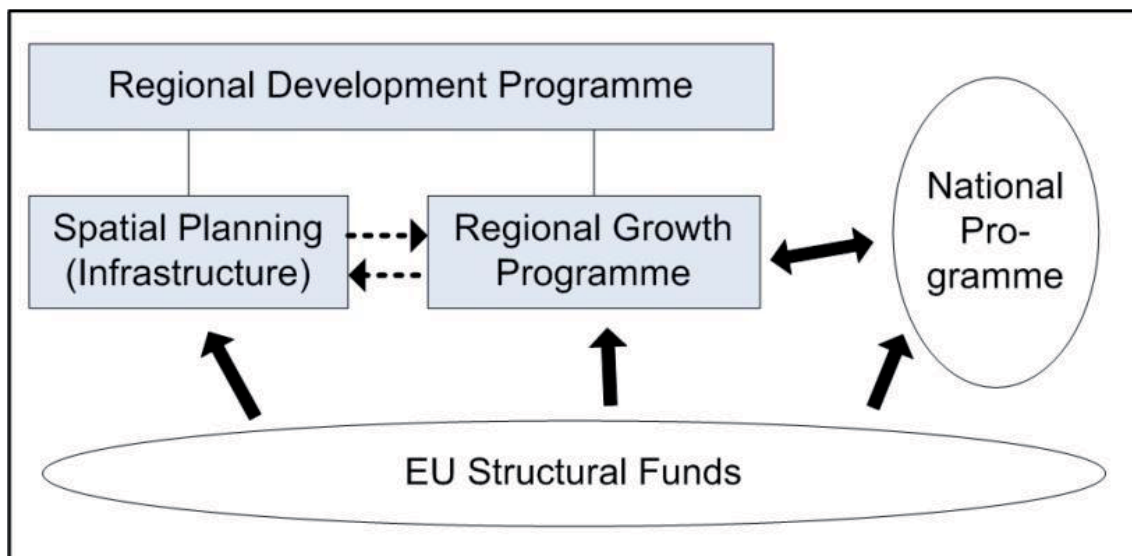 Regional Development Programme
Spatial Planning
(Infrastructure)
Regional Growth
Programme
National
Pro-
gramme
EU Structural Funds